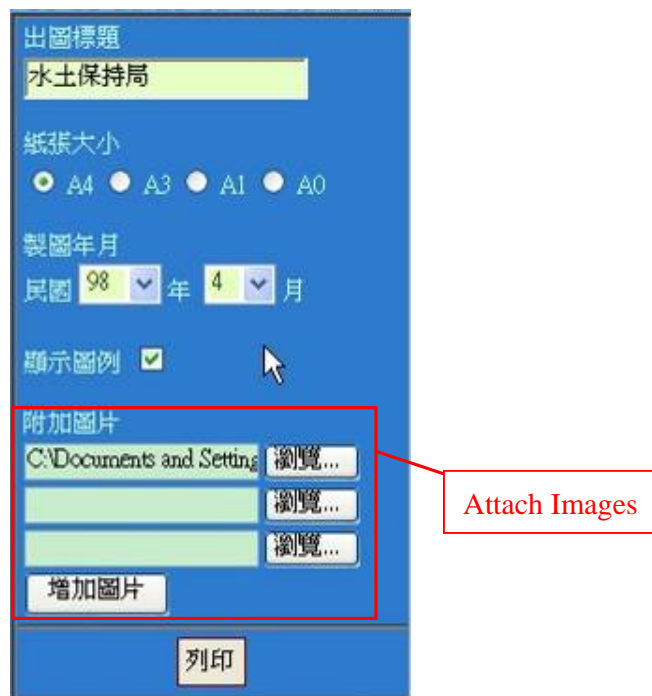 出圖標題
水土保持局
紙張大小
A4 A3 A1 A0
製圖年月
民國 98 年 4 月
顯示圖例
附加圖片
C:\Documents and Setting 瀏覽...
瀏覽...
瀏覽...
增加圖片
列印
Attach Images